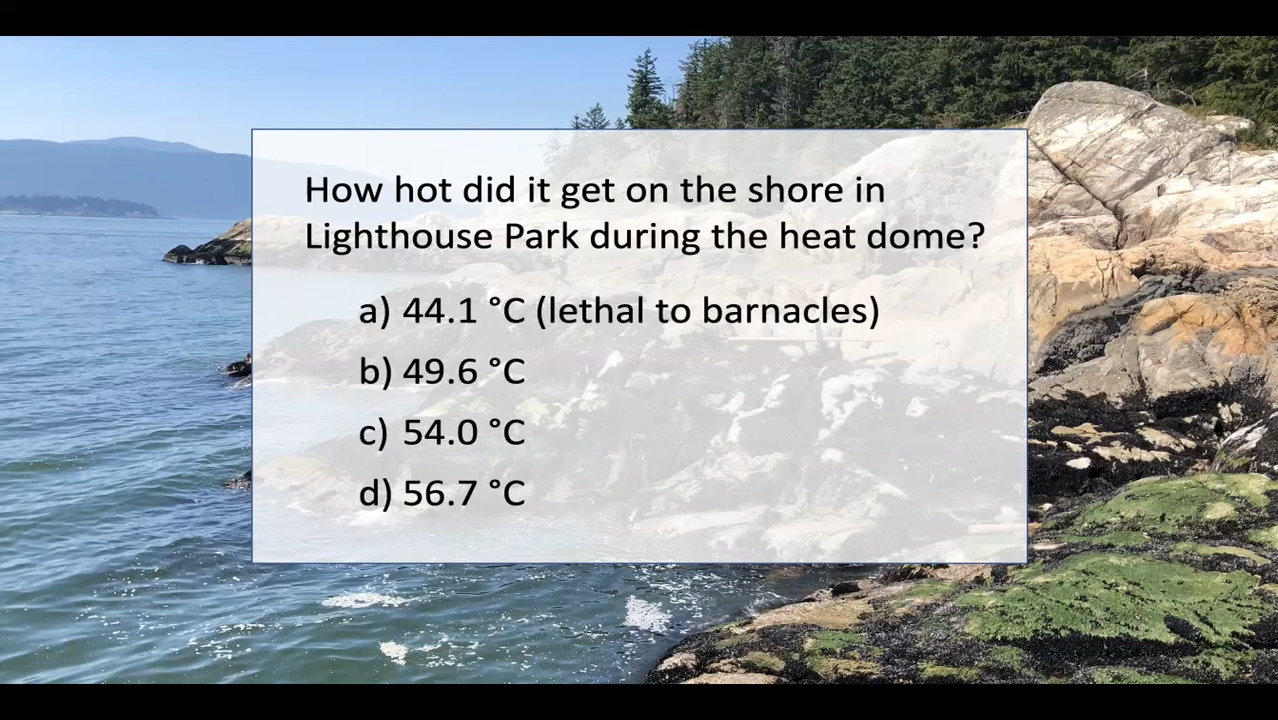 How hot did it get on the shore in
Lighthouse Park during the heat dome?
a) 44.1 °C (lethal to barnacles)
b) 49.6 °C
c) 54.0 °C
d) 56.7 °C